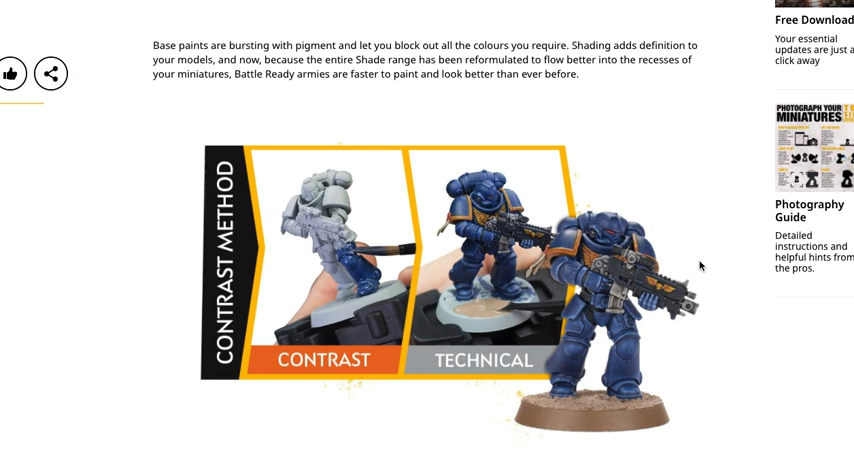 Base paints are bursting with pigment and let you block out all the colours you require. Shading adds definition to
your models, and now, because the entire Shade range has been reformulated to flow better into the recesses of
your miniatures, Battle Ready armies are faster to paint and look better than ever before.
CONTRAST METHOD
CONTRAST
TECHNICAL
Free Download
Your essential
updates are just a
click away
PHOTOGRAPH YOUR
MINIATURES
Photography
Guide
Detailed
instructions and
helpful hints from
the pros.